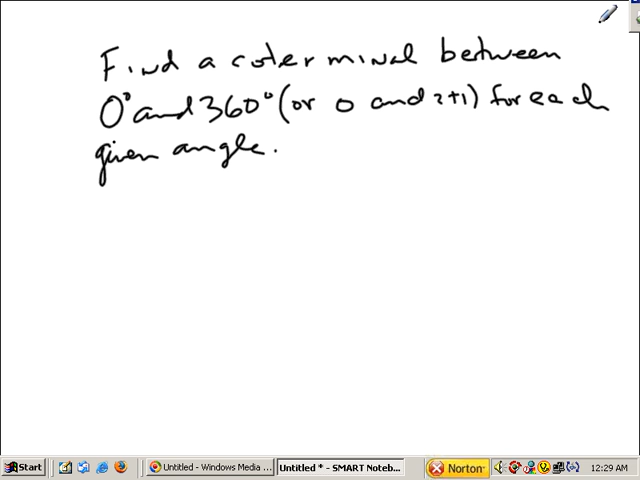 Find a coterminal between
0° and 360° (or 0 and 2π) for each
given angle.
Start
Untitled - Windows Media ...
Untitled * - SMART Noteb...
Norton
12:29 AM